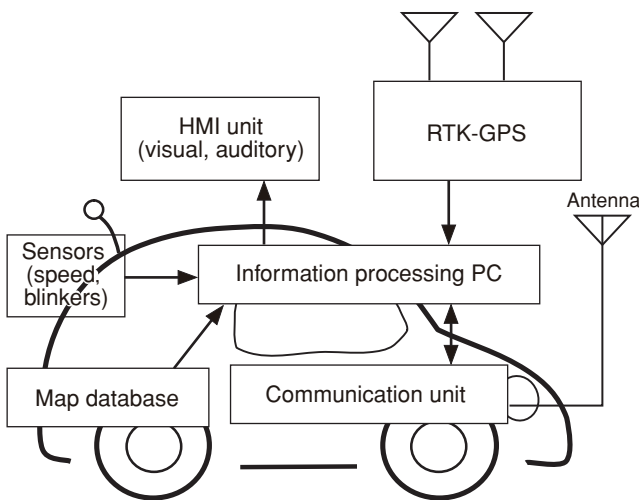 HMI unit
(visual, auditory)
RTK-GPS
Antenna
Sensors
(speed,
blinkers)
Information processing PC
Map database
Communication unit